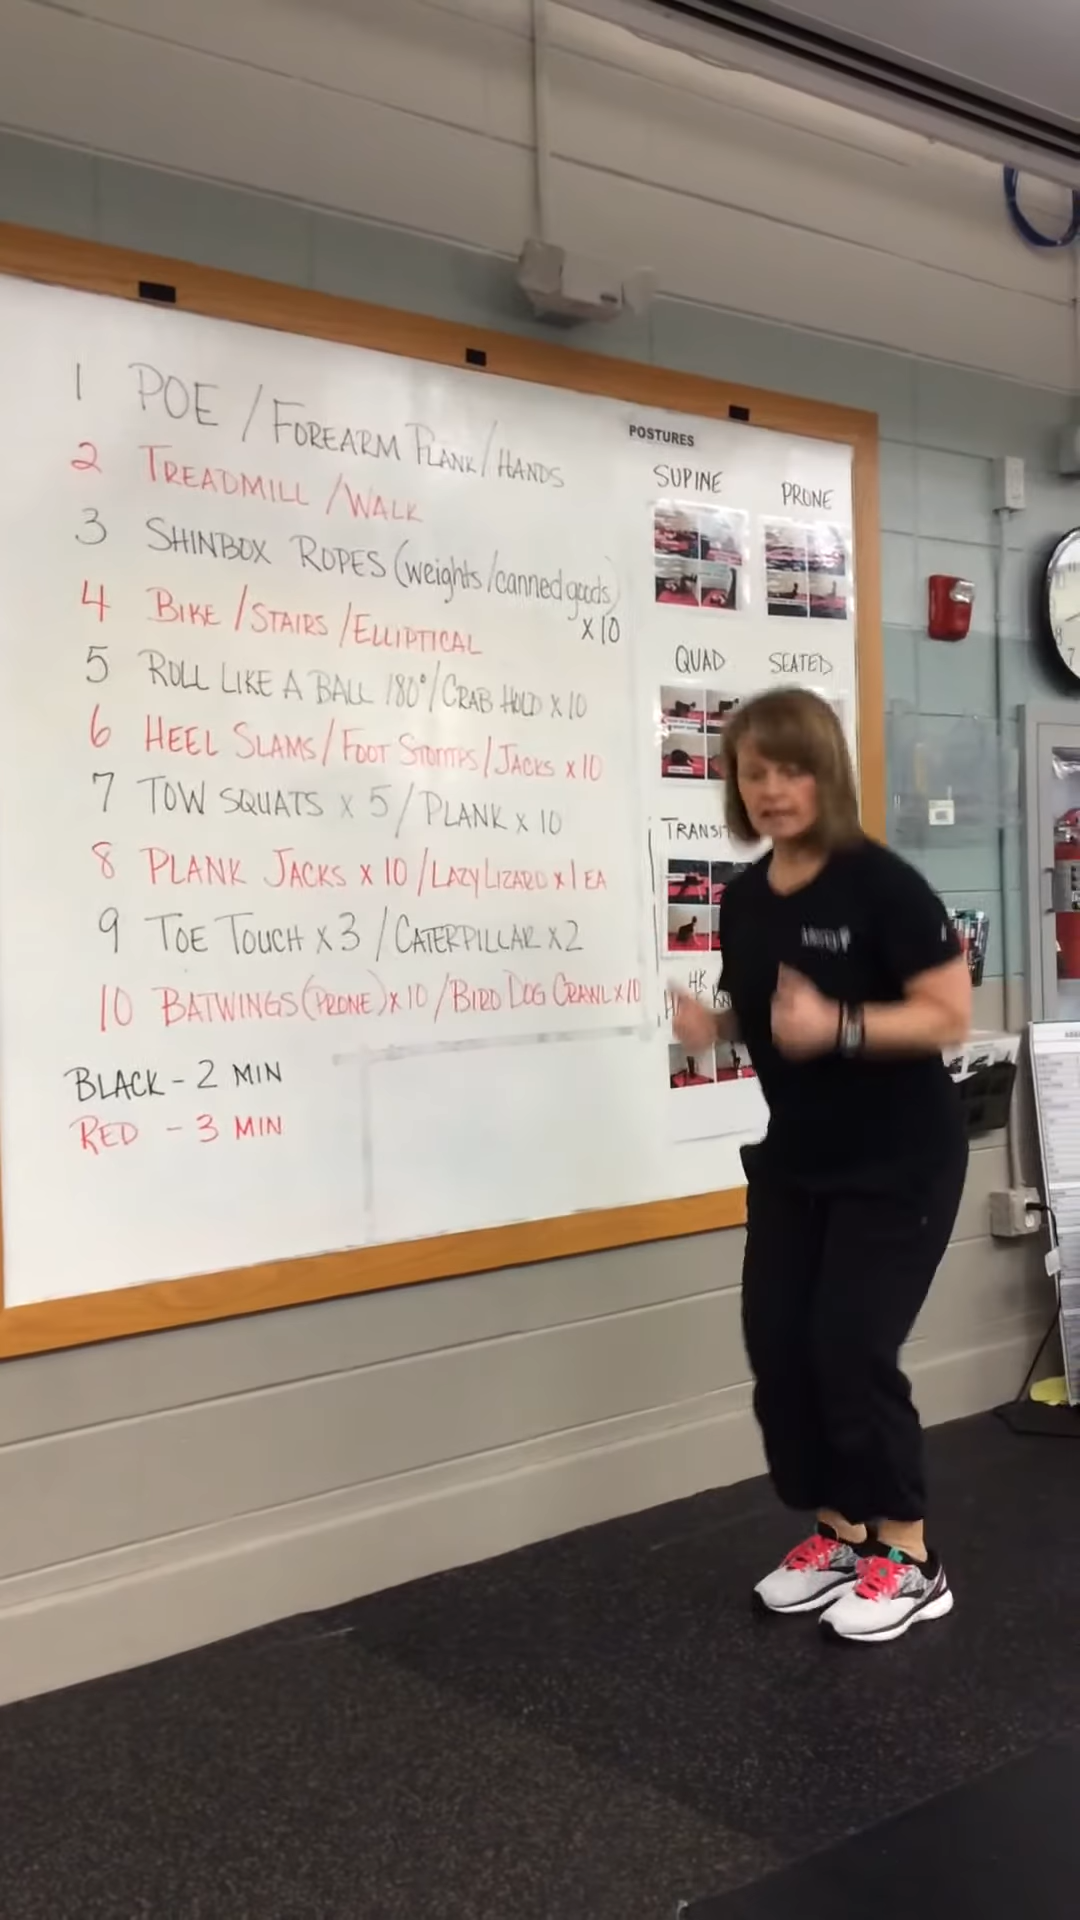 1 POE / FOREARM PLANK / HANDS
2 TREADMILL / WALK
3 SHINBOX ROPES (weights/canned goods)
x 10
4 BIKE / STAIRS / ELLIPTICAL
5 ROLL LIKE A BALL 180° / CRAB HOLD x 10
6 HEEL SLAMS / FOOT STOMPS / JACKS x 10
7 TOW SQUATS x 5 / PLANK x 10
8 PLANK JACKS x 10 / LAZY LIZARD x 1 EA
9 TOE TOUCH x 3 / CATERPILLAR x 2
10 BATWINGS (PRONE) x 10 / BIRD DOG CRAWL x 10
BLACK - 2 MIN
RED - 3 MIN
POSTURES
SUPINE PRONE
QUAD SEATED
TRANSI
HK